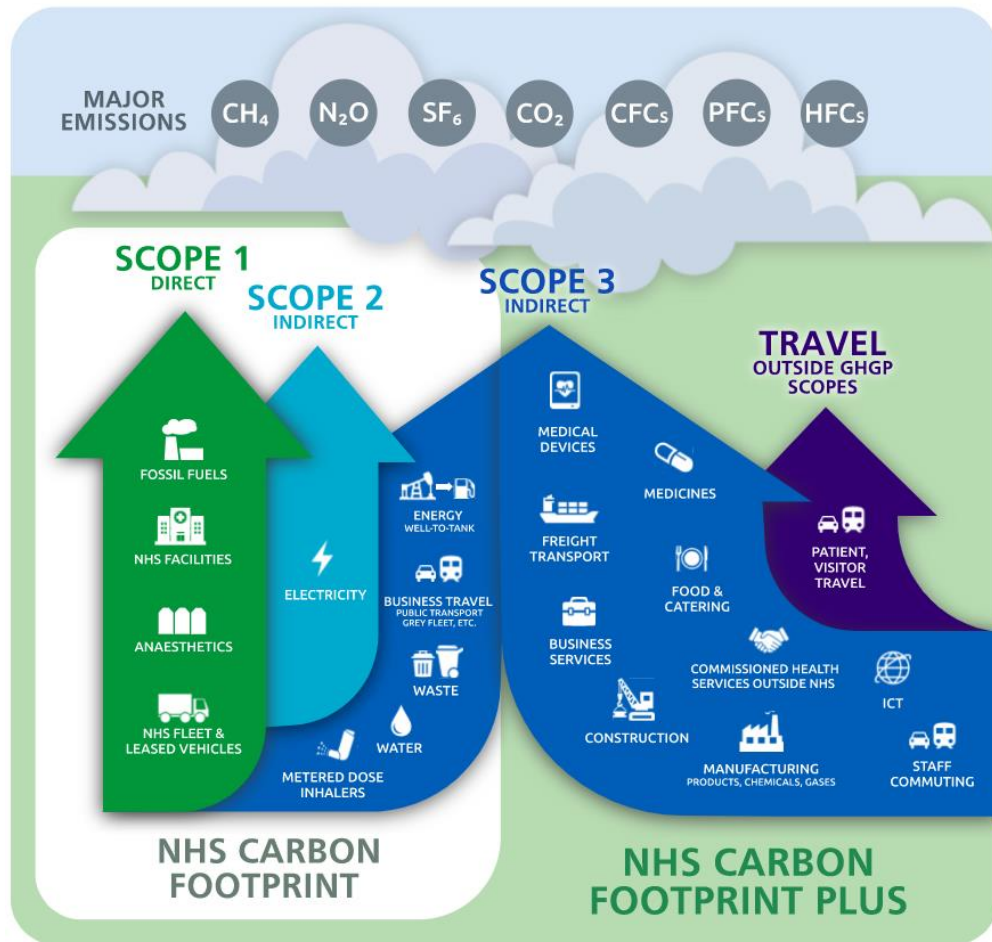 MAJOR
EMISSIONS
CH₄
N₂O
SF₆
CO₂
CFCs
PFCs
HFCs
SCOPE 1
DIRECT
FOSSIL FUELS
NHS FACILITIES
ANAESTHETICS
NHS FLEET &
LEASED VEHICLES
SCOPE 2
INDIRECT
ELECTRICITY
SCOPE 3
INDIRECT
ENERGY
WELL-TO-TANK
BUSINESS TRAVEL
PUBLIC TRANSPORT
GREY FLEET, ETC.
WASTE
WATER
METERED DOSE
INHALERS
MEDICAL
DEVICES
MEDICINES
FREIGHT
TRANSPORT
FOOD &
CATERING
BUSINESS
SERVICES
COMMISSIONED HEALTH
SERVICES OUTSIDE NHS
ICT
CONSTRUCTION
MANUFACTURING
PRODUCTS, CHEMICALS, GASES
STAFF
COMMUTING
TRAVEL
OUTSIDE GHGP
SCOPES
PATIENT,
VISITOR
TRAVEL
NHS CARBON
FOOTPRINT
NHS CARBON
FOOTPRINT PLUS